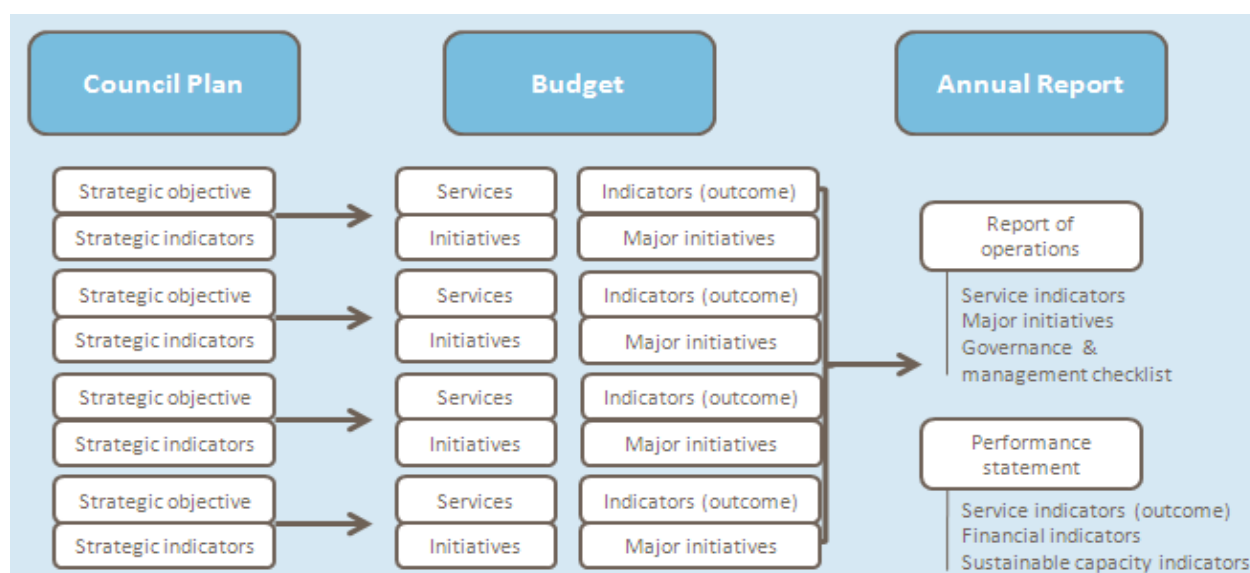 Council Plan
Budget
Annual Report
Strategic objective
Strategic indicators
Services
Initiatives
Indicators (outcome)
Major initiatives
Strategic objective
Strategic indicators
Services
Initiatives
Indicators (outcome)
Major initiatives
Strategic objective
Strategic indicators
Services
Initiatives
Indicators (outcome)
Major initiatives
Strategic objective
Strategic indicators
Services
Initiatives
Indicators (outcome)
Major initiatives
Report of
operations
Service indicators
Major initiatives
Governance &
management checklist
Performance
statement
Service indicators (outcome)
Financial indicators
Sustainable capacity indicators